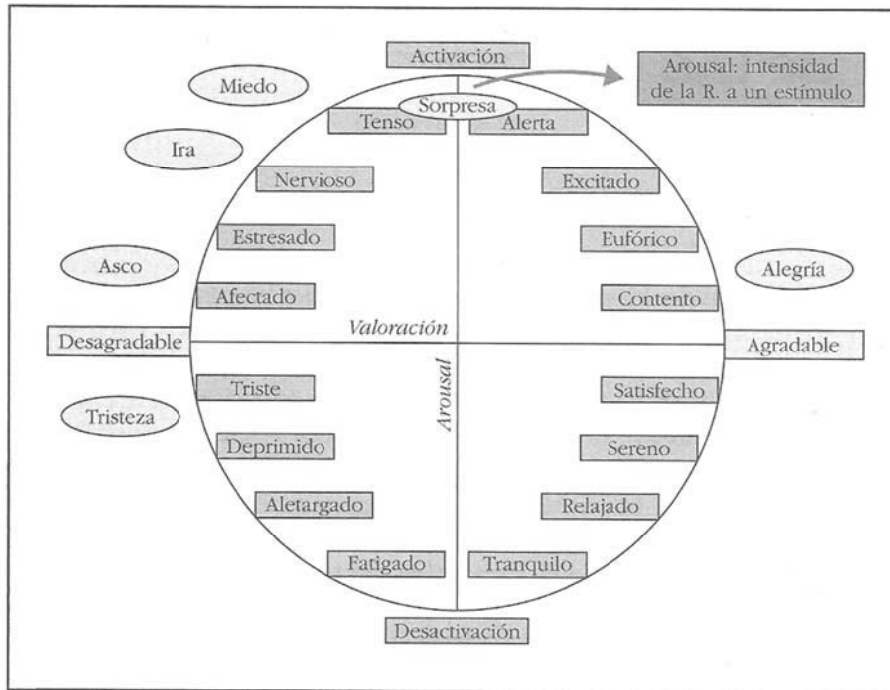 Activación
Arousal: intensidad
de la R. a un estímulo
Miedo
Sorpresa
Tenso
Alerta
Ira
Nervioso
Excitado
Estresado
Eufórico
Asco
Alegría
Afectado
Contento
Valoración
Desagradable
Agradable
Arousal
Triste
Satisfecho
Tristeza
Deprimido
Sereno
Aletargado
Relajado
Fatigado
Tranquilo
Desactivación